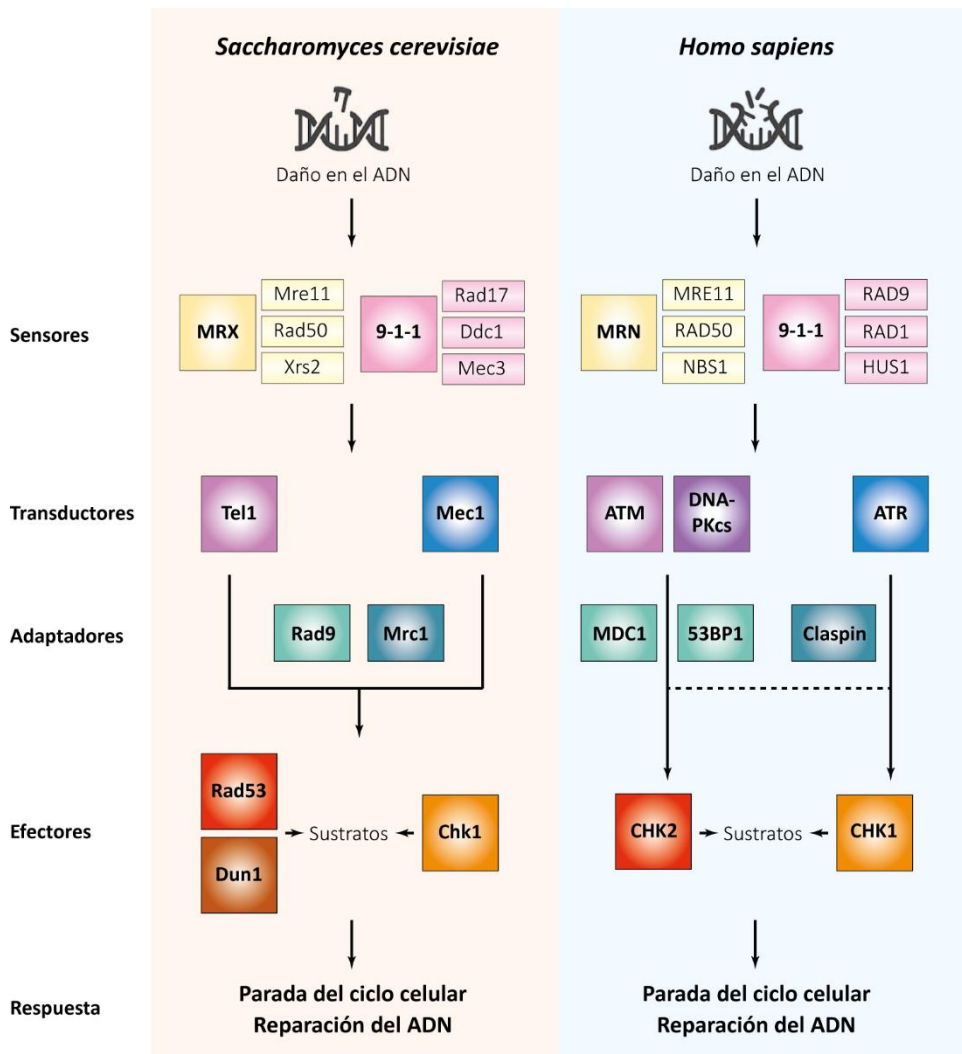 Saccharomyces cerevisiae
Homo sapiens
Daño en el ADN
Daño en el ADN
Sensores
MRX
Mre11
Rad50
Xrs2
9-1-1
Rad17
Ddc1
Mec3
MRN
MRE11
RAD50
NBS1
9-1-1
RAD9
RAD1
HUS1
Transductores
Tel1
Mec1
ATM
DNA-
PKcs
ATR
Adaptadores
Rad9
Mrc1
MDC1
53BP1
Claspin
Efectores
Rad53
Dun1
Sustratos
Chk1
CHK2
Sustratos
CHK1
Respuesta
Parada del ciclo celular
Reparación del ADN
Parada del ciclo celular
Reparación del ADN